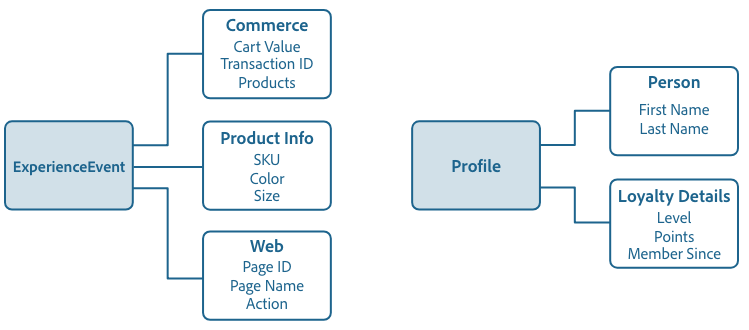 Commerce
Cart Value
Transaction ID
Products
ExperienceEvent
Product Info
SKU
Color
Size
Web
Page ID
Page Name
Action
Profile
Person
First Name
Last Name
Loyalty Details
Level
Points
Member Since